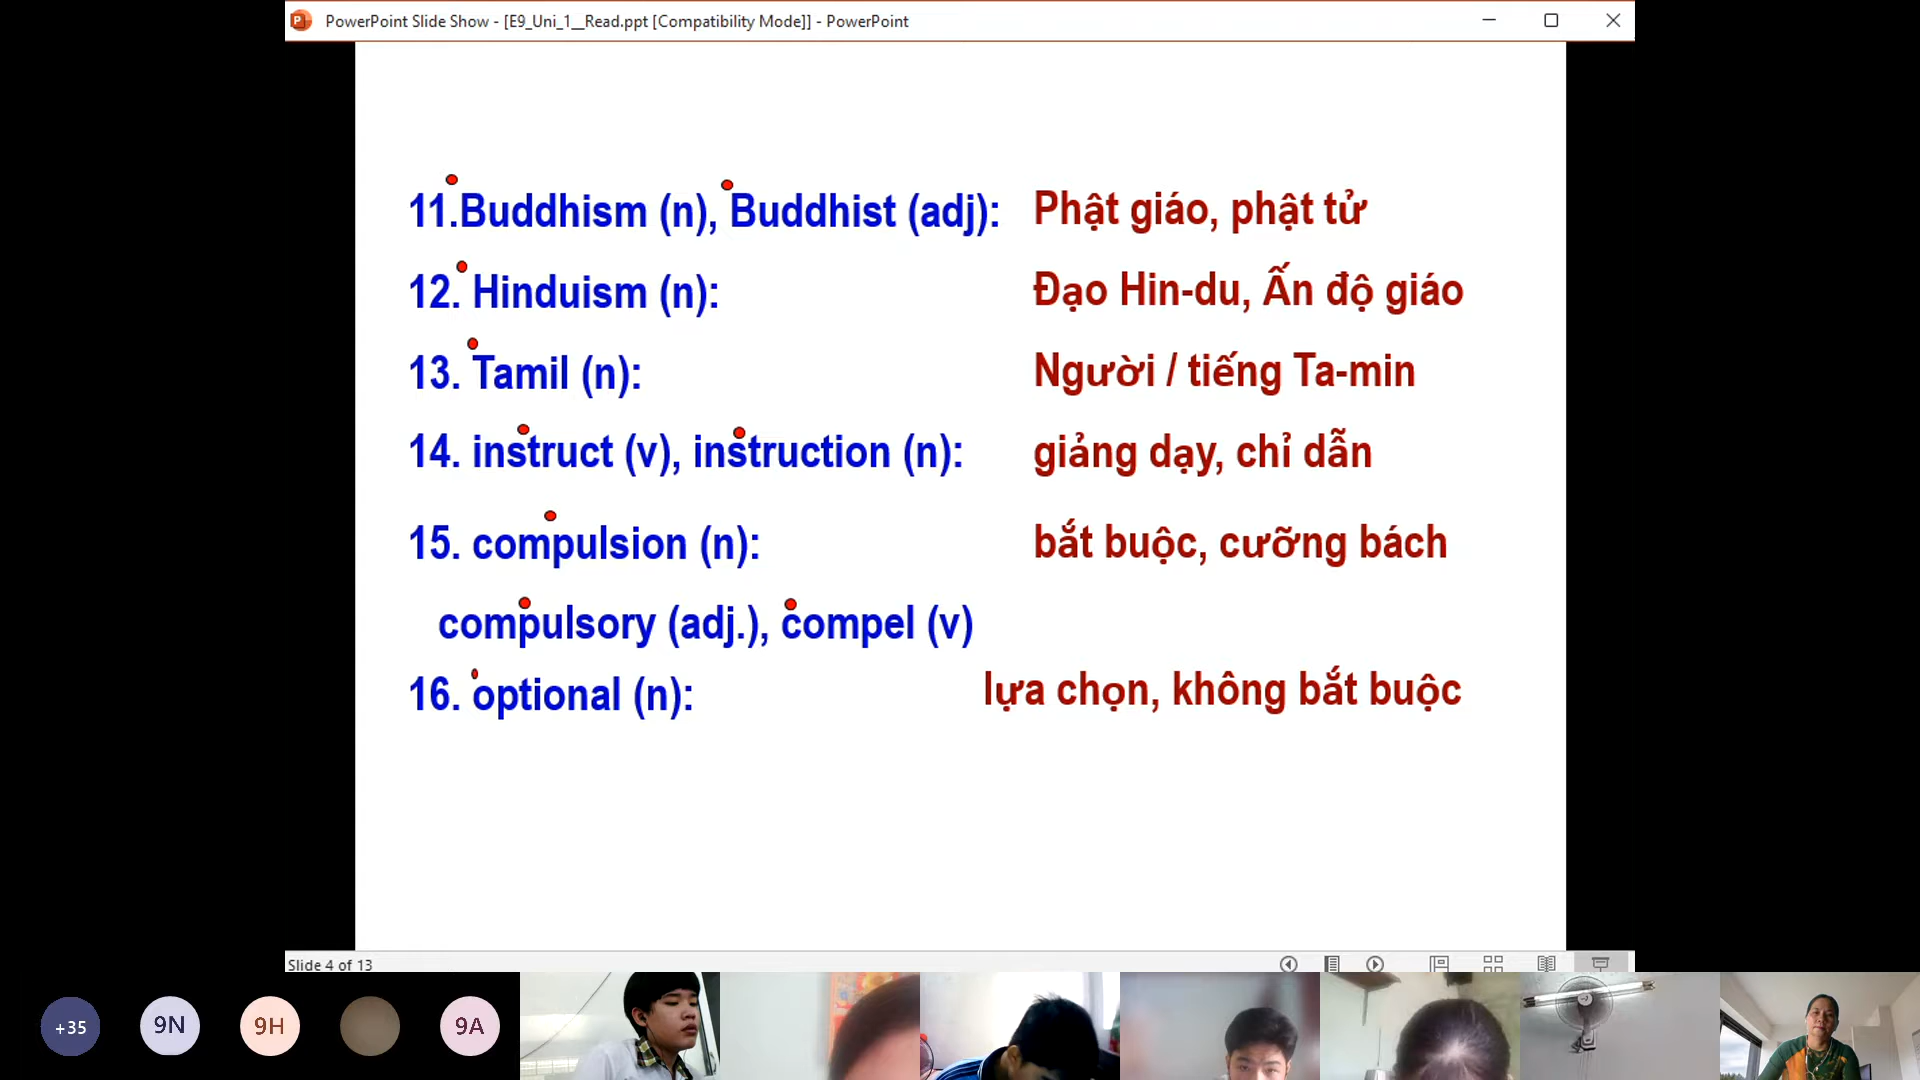 PowerPoint Slide Show - [E9_Uni_1__Read.ppt [Compatibility Mode]] - PowerPoint
11.Buddhism (n), Buddhist (adj): Phật giáo, phật tử
12. Hinduism (n): Đạo Hin-du, Ấn độ giáo
13. Tamil (n): Người / tiếng Ta-min
14. instruct (v), instruction (n): giảng dạy, chỉ dẫn
15. compulsion (n): bắt buộc, cưỡng bách
compulsory (adj.), compel (v)
16. optional (n): lựa chọn, không bắt buộc
Slide 4 of 13
+35 9N 9H 9A